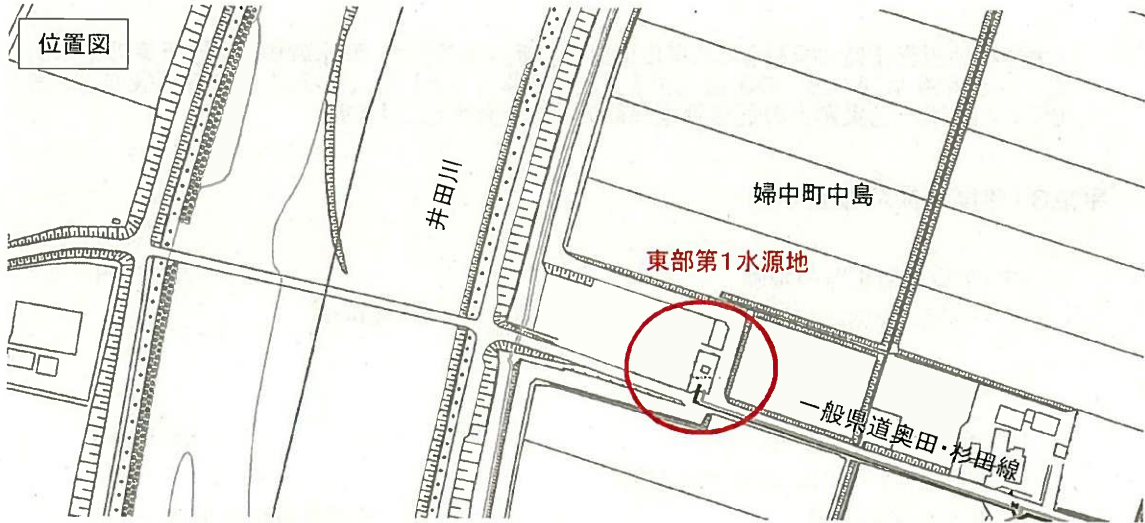 位置図
井田川
婦中町中島
東部第1水源地
一般県道奥田・杉田線